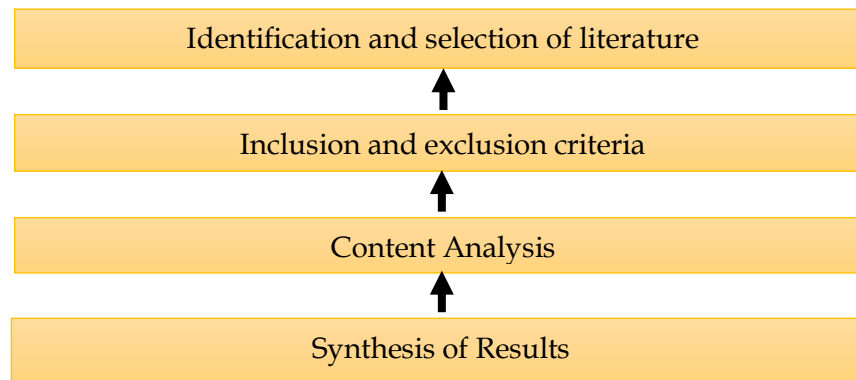 Identification and selection of literature
Inclusion and exclusion criteria
Content Analysis
Synthesis of Results